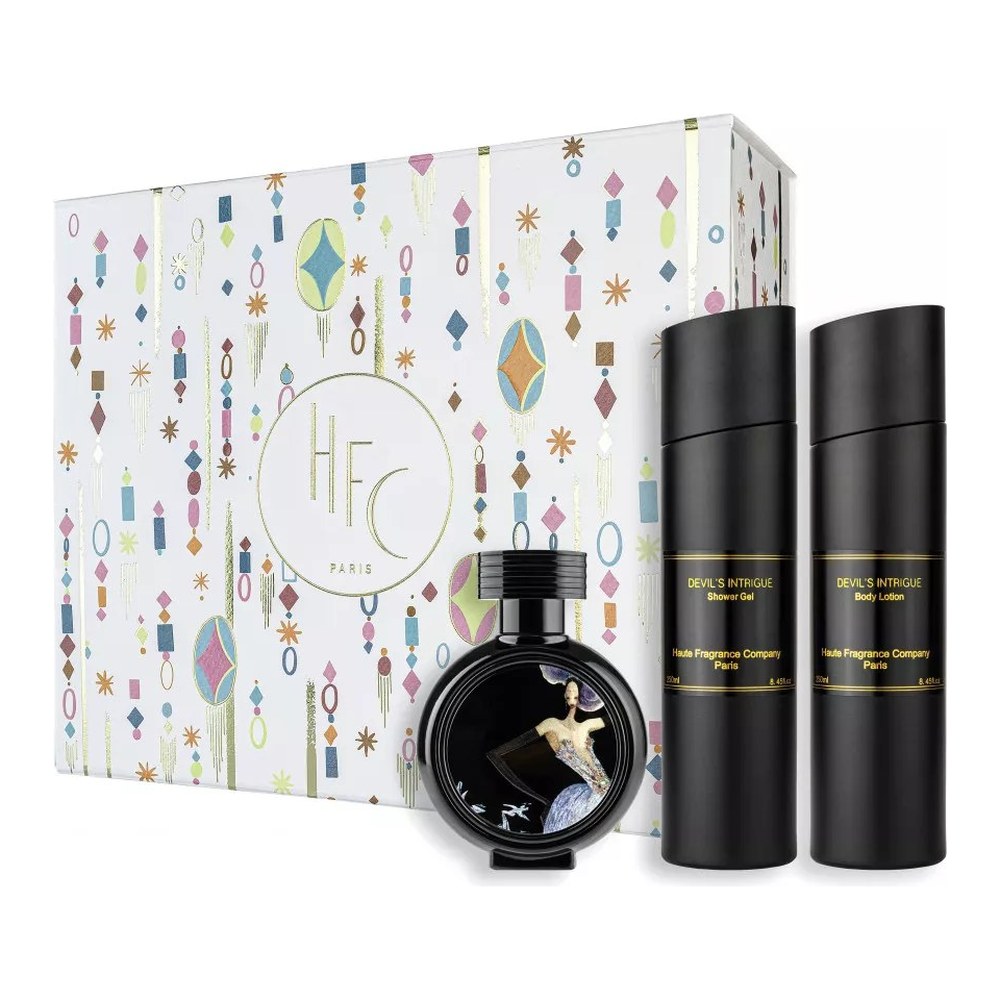 HFC
PARIS
DEVIL'S INTRIGUE
Shower Gel
Haute Fragrance Company
Paris
250ml 8.45fl.oz
DEVIL'S INTRIGUE
Body Lotion
Haute Fragrance Company
Paris
250ml 8.45fl.oz